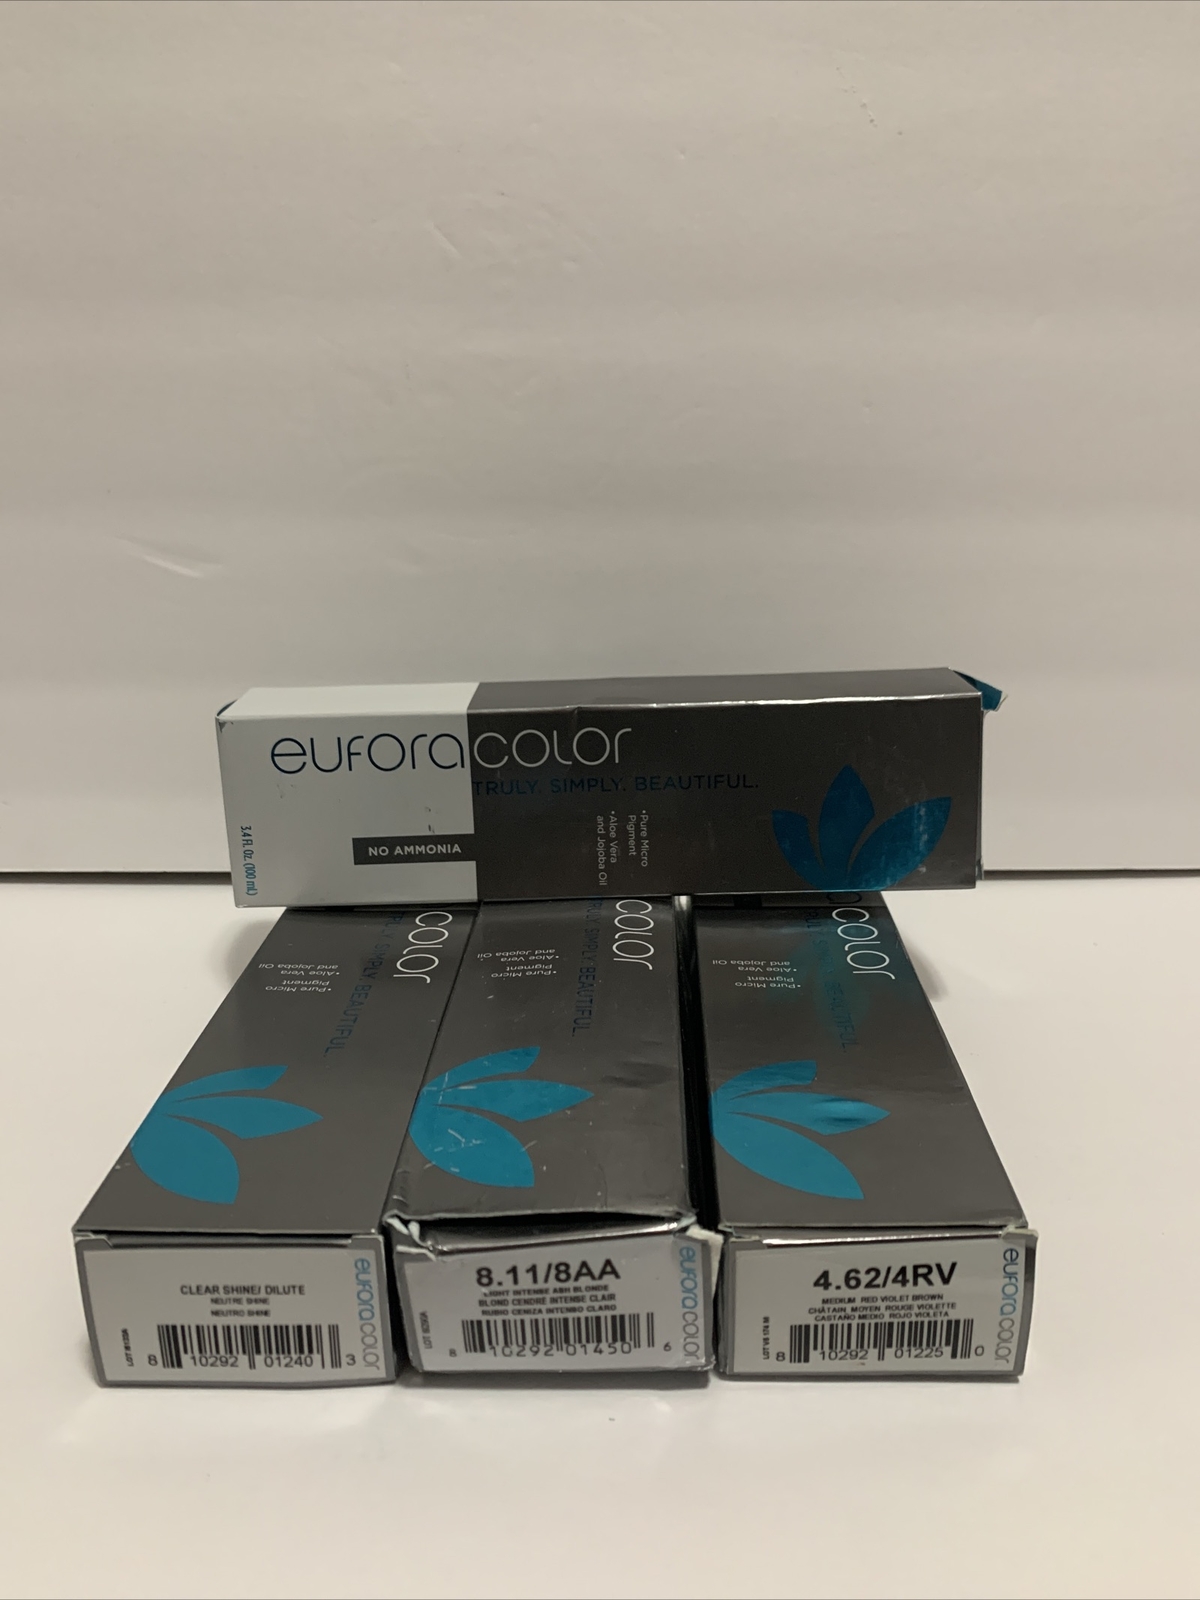 euforacolor
TRULY. SIMPLY. BEAUTIFUL.
•Pure Micro
Pigment
•Aloe Vera
and Jojoba Oil
NO AMMONIA
3.4 Fl. Oz. (100 mL)
color
TRULY. SIMPLY. BEAUTIFUL.
•Pure Micro
Pigment
•Aloe Vera
and Jojoba Oil
color
TRULY. SIMPLY. BEAUTIFUL.
•Pure Micro
Pigment
•Aloe Vera
and Jojoba Oil
color
BEAUTIFUL.
•Pure Micro
Pigment
•Aloe Vera
and Jojoba Oil
CLEAR SHINE/ DILUTE
NEUTRE SHINE
NEUTRO SHINE
LOT
8 10292 01240 3
euforacolor
8.11/8AA
LIGHT INTENSE ASH BLONDE
BLOND CENDRÉ INTENSE CLAIR
RUBIO CENIZA INTENSO CLARO
LOT
8 10292 01450 6
euforacolor
4.62/4RV
MEDIUM RED VIOLET BROWN
CHÂTAIN MOYEN ROUGE VIOLETTE
CASTAÑO MEDIO ROJO VIOLETA
LOT
8 10292 01225 0
euforacolor